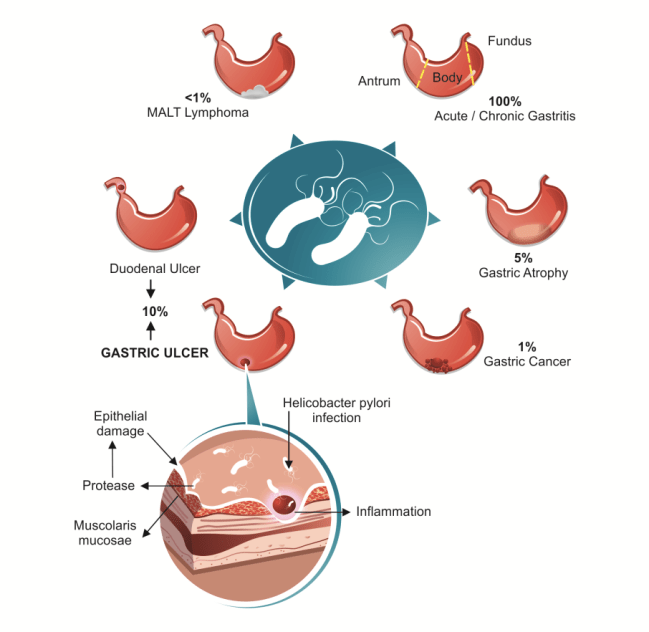 Fundus
Antrum
Body
<1%
MALT Lymphoma
100%
Acute / Chronic Gastritis
Duodenal Ulcer
10%
GASTRIC ULCER
5%
Gastric Atrophy
1%
Gastric Cancer
Helicobacter pylori
infection
Epithelial
damage
Protease
Muscolaris
mucosae
Inflammation